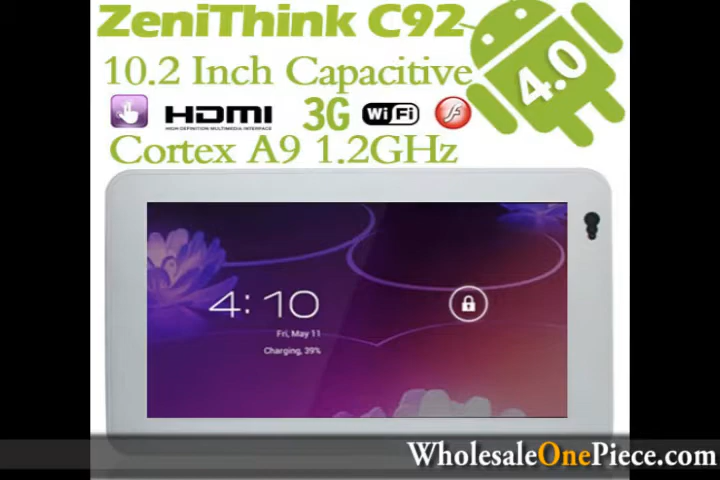 ZeniThink C92
4.0
10.2 Inch Capacitive
HDMI
HIGH-DEFINITION MULTIMEDIA INTERFACE
3G
WiFi
Cortex A9 1.2GHz
4:10
Fri, May 11
Charging, 39%
WholesaleOnePiece.com